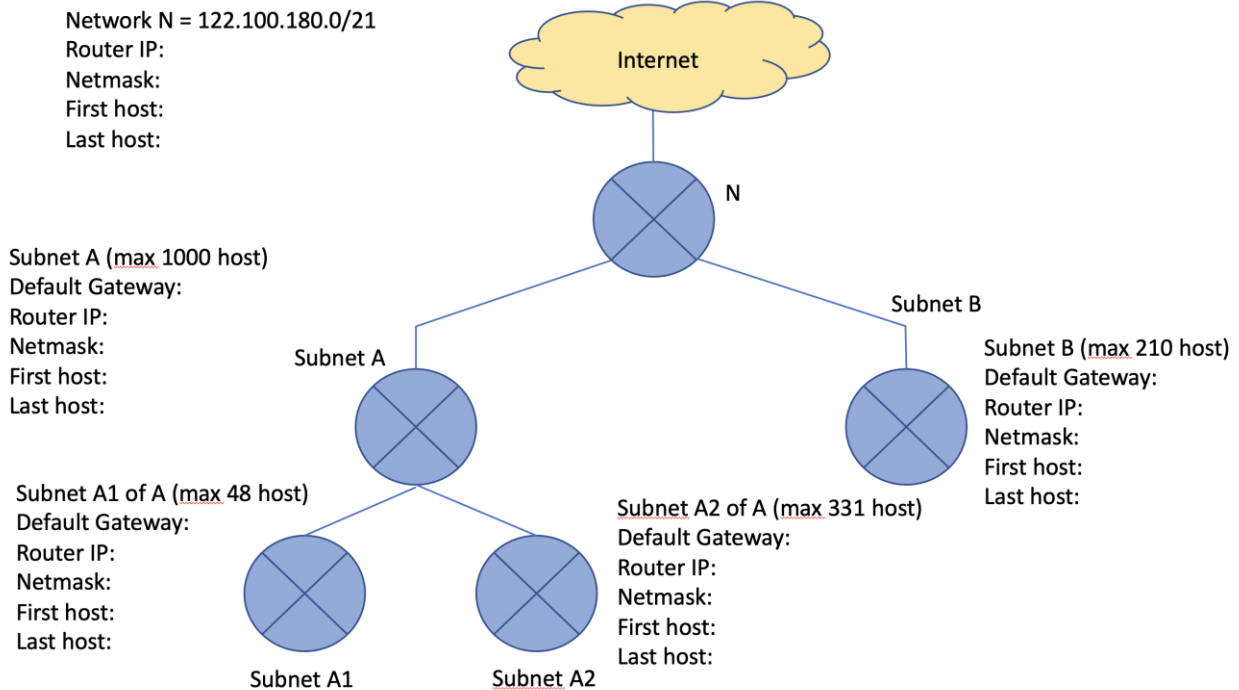 Network N = 122.100.180.0/21
Router IP:
Netmask:
First host:
Last host:
Internet
N
Subnet A (max 1000 host)
Default Gateway:
Router IP:
Netmask:
First host:
Last host:
Subnet A
Subnet B
Subnet B (max 210 host)
Default Gateway:
Router IP:
Netmask:
First host:
Last host:
Subnet A1 of A (max 48 host)
Default Gateway:
Router IP:
Netmask:
First host:
Last host:
Subnet A2 of A (max 331 host)
Default Gateway:
Router IP:
Netmask:
First host:
Last host:
Subnet A1
Subnet A2